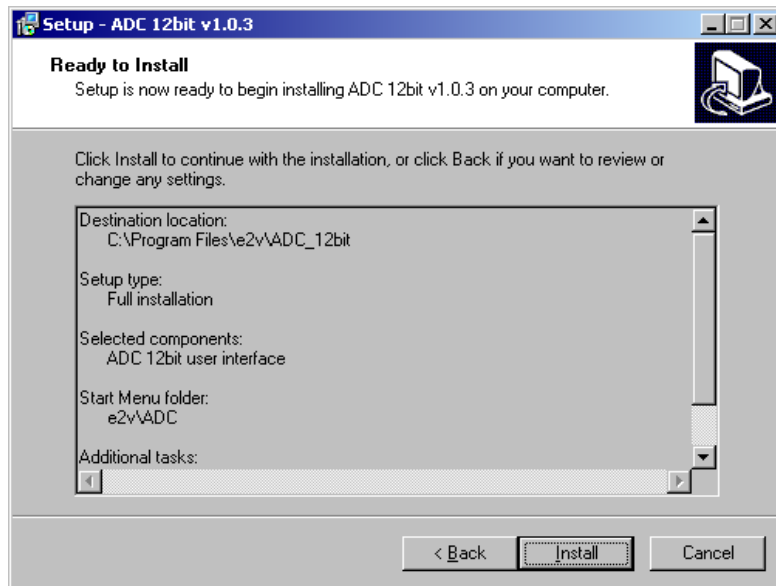 Setup - ADC 12bit v1.0.3
Ready to Install
Setup is now ready to begin installing ADC 12bit v1.0.3 on your computer.
Click Install to continue with the installation, or click Back if you want to review or
change any settings.
Destination location:
C:\Program Files\e2v\ADC_12bit
Setup type:
Full installation
Selected components:
ADC 12bit user interface
Start Menu folder:
e2v\ADC
Additional tasks:
< Back
Install
Cancel